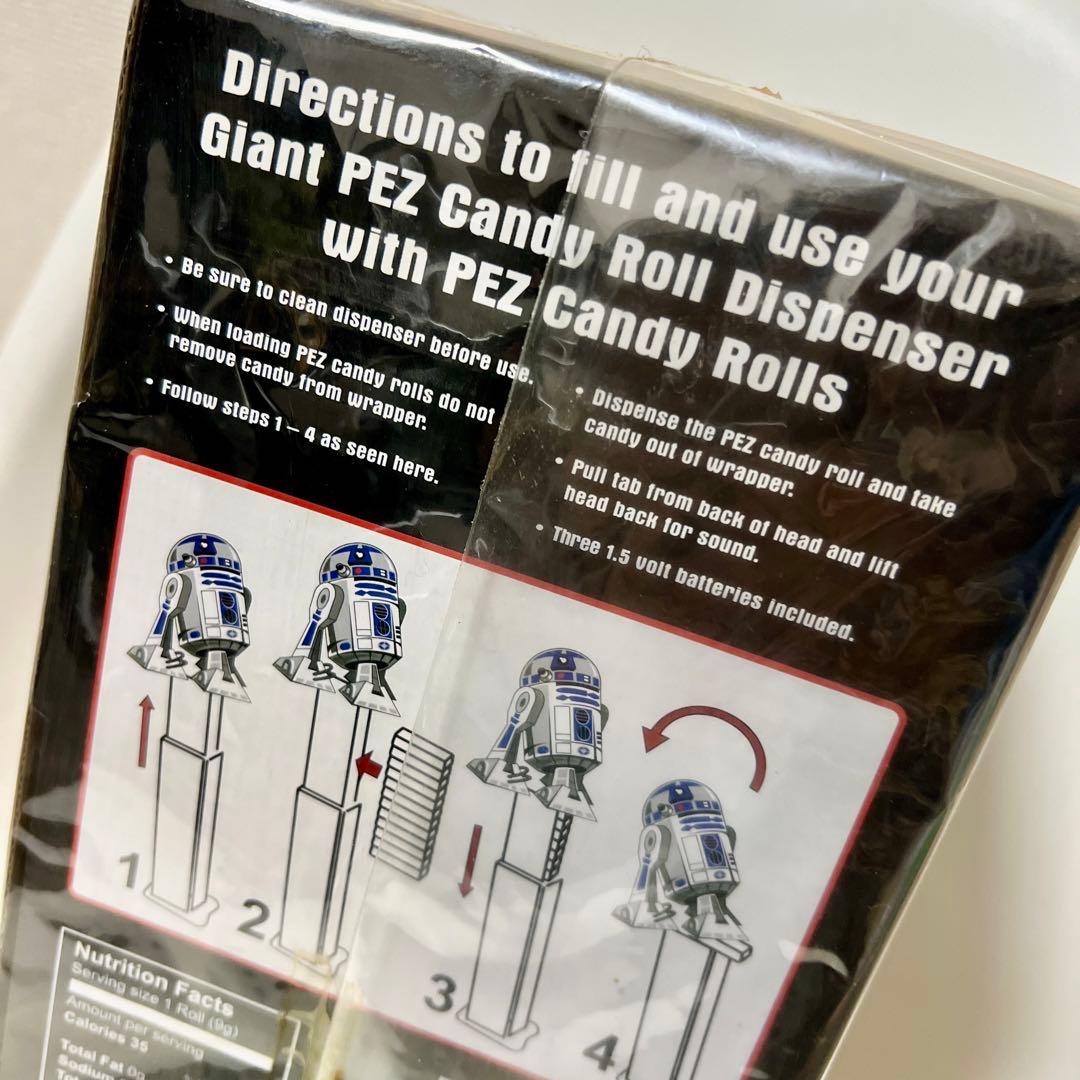 Directions to fill and use your
Giant PEZ Candy Roll Dispenser
with PEZ Candy Rolls
• Be sure to clean dispenser before use.
• When loading PEZ candy rolls do not
remove candy from wrapper.
• Follow steps 1 – 4 as seen here.
• Dispense the PEZ candy roll and take
candy out of wrapper.
• Pull tab from back of head and lift
head back for sound.
• Three 1.5 volt batteries included.
1
2
3
4
Nutrition Facts
Serving size 1 Roll (9g)
Amount per serving
Calories 35
Total Fat 0g
Sodium